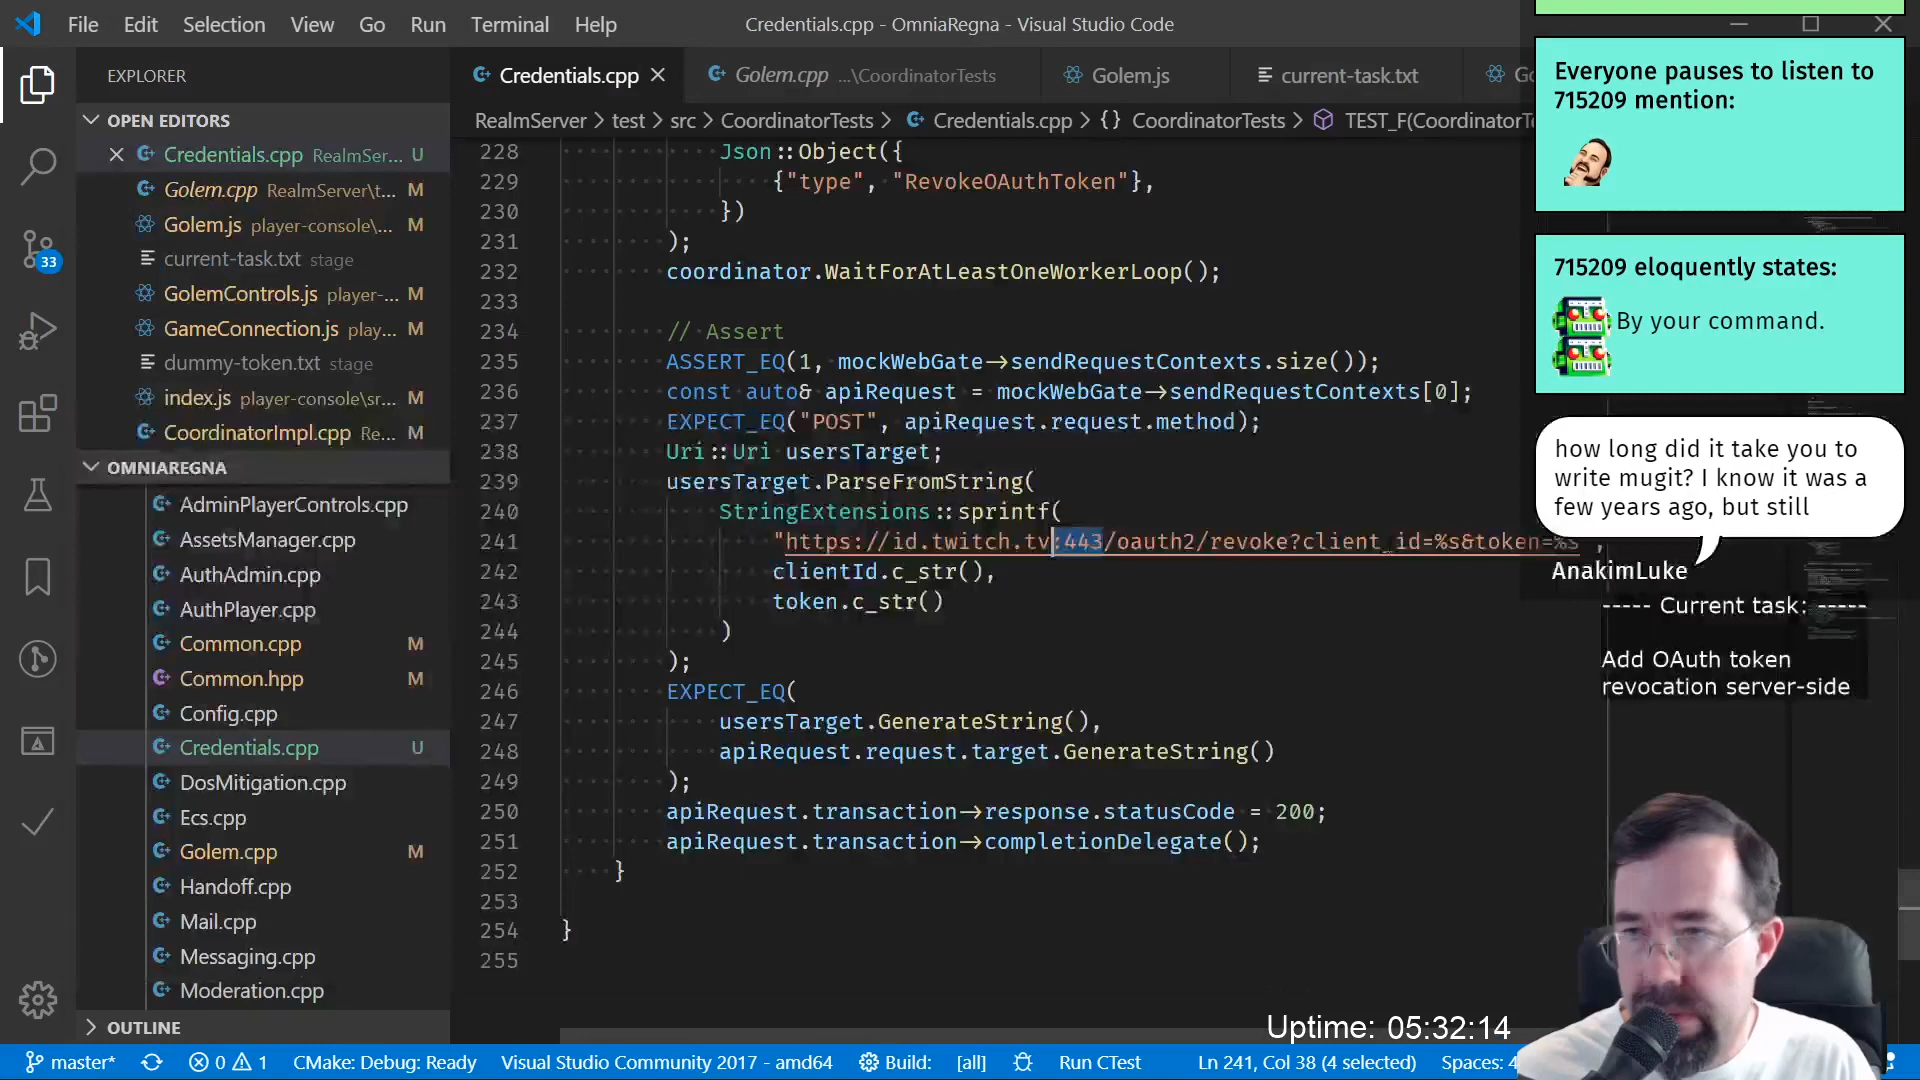 File Edit Selection View Go Run Terminal Help
Credentials.cpp - OmniaRegna - Visual Studio Code
EXPLORER
OPEN EDITORS
Credentials.cpp RealmSer... U
Golem.cpp RealmServer\t... M
Golem.js player-console\... M
current-task.txt stage
GolemControls.js player-... M
GameConnection.js play... M
dummy-token.txt stage
index.js player-console\sr... M
CoordinatorImpl.cpp Re... M
OMNIAREGNA
AdminPlayerControls.cpp
AssetsManager.cpp
AuthAdmin.cpp
AuthPlayer.cpp
Common.cpp M
Common.hpp M
Config.cpp
Credentials.cpp U
DosMitigation.cpp
Ecs.cpp
Golem.cpp M
Handoff.cpp
Mail.cpp
Messaging.cpp
Moderation.cpp
OUTLINE
33
Credentials.cpp
Golem.cpp ...\CoordinatorTests
Golem.js
current-task.txt
RealmServer > test > src > CoordinatorTests > Credentials.cpp > {} CoordinatorTests > TEST_F(CoordinatorTe
228 Json::Object({
229 {"type", "RevokeOAuthToken"},
230 })
231 );
232 coordinator.WaitForAtLeastOneWorkerLoop();
233
234 // Assert
235 ASSERT_EQ(1, mockWebGate->sendRequestContexts.size());
236 const auto& apiRequest = mockWebGate->sendRequestContexts[0];
237 EXPECT_EQ("POST", apiRequest.request.method);
238 Uri::Uri usersTarget;
239 usersTarget.ParseFromString(
240 StringExtensions::sprintf(
241 "https://id.twitch.tv:443/oauth2/revoke?client_id=%s&token=%s",
242 clientId.c_str(),
243 token.c_str()
244 )
245 );
246 EXPECT_EQ(
247 usersTarget.GenerateString(),
248 apiRequest.request.target.GenerateString()
249 );
250 apiRequest.transaction->response.statusCode = 200;
251 apiRequest.transaction->completionDelegate();
252 }
253
254 }
255
Everyone pauses to listen to
715209 mention:
715209 eloquently states:
By your command.
how long did it take you to
write mugit? I know it was a
few years ago, but still
AnakimLuke
----- Current task: -----
Add OAuth token
revocation server-side
Uptime: 05:32:14
master* 0 1 CMake: Debug: Ready Visual Studio Community 2017 - amd64 Build: [all] Run CTest Ln 241, Col 38 (4 selected) Spaces: 4